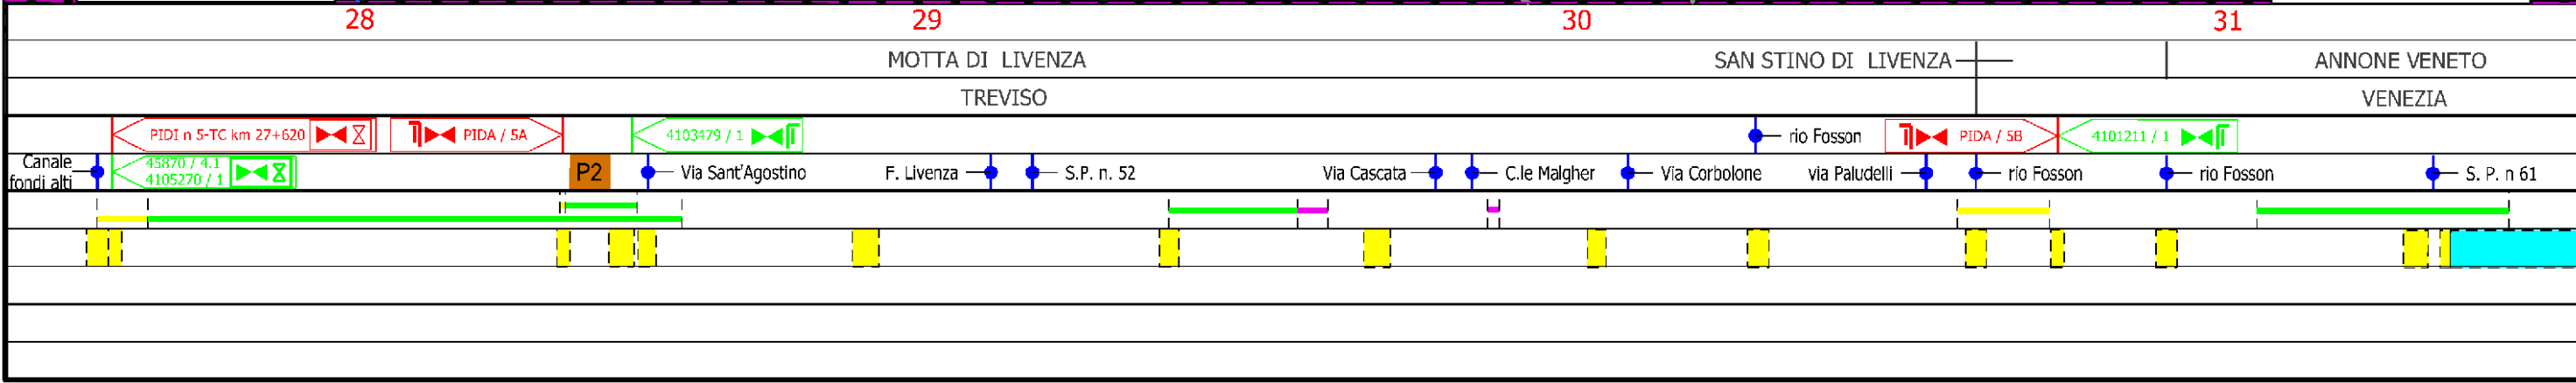 28 29 30 31
MOTTA DI LIVENZA SAN STINO DI LIVENZA ANNONE VENETO
TREVISO VENEZIA
PIDI n 5-TC km 27+620 PIDA / 5A 4103479 / 1 rio Fosson PIDA / 5B 4101211 / 1
Canale
fondi alti
45870 / 4.1
4105270 / 1
P2 Via Sant'Agostino F. Livenza S.P. n. 52 Via Cascata C.le Malgher Via Corbolone via Paludelli rio Fosson rio Fosson S. P. n 61